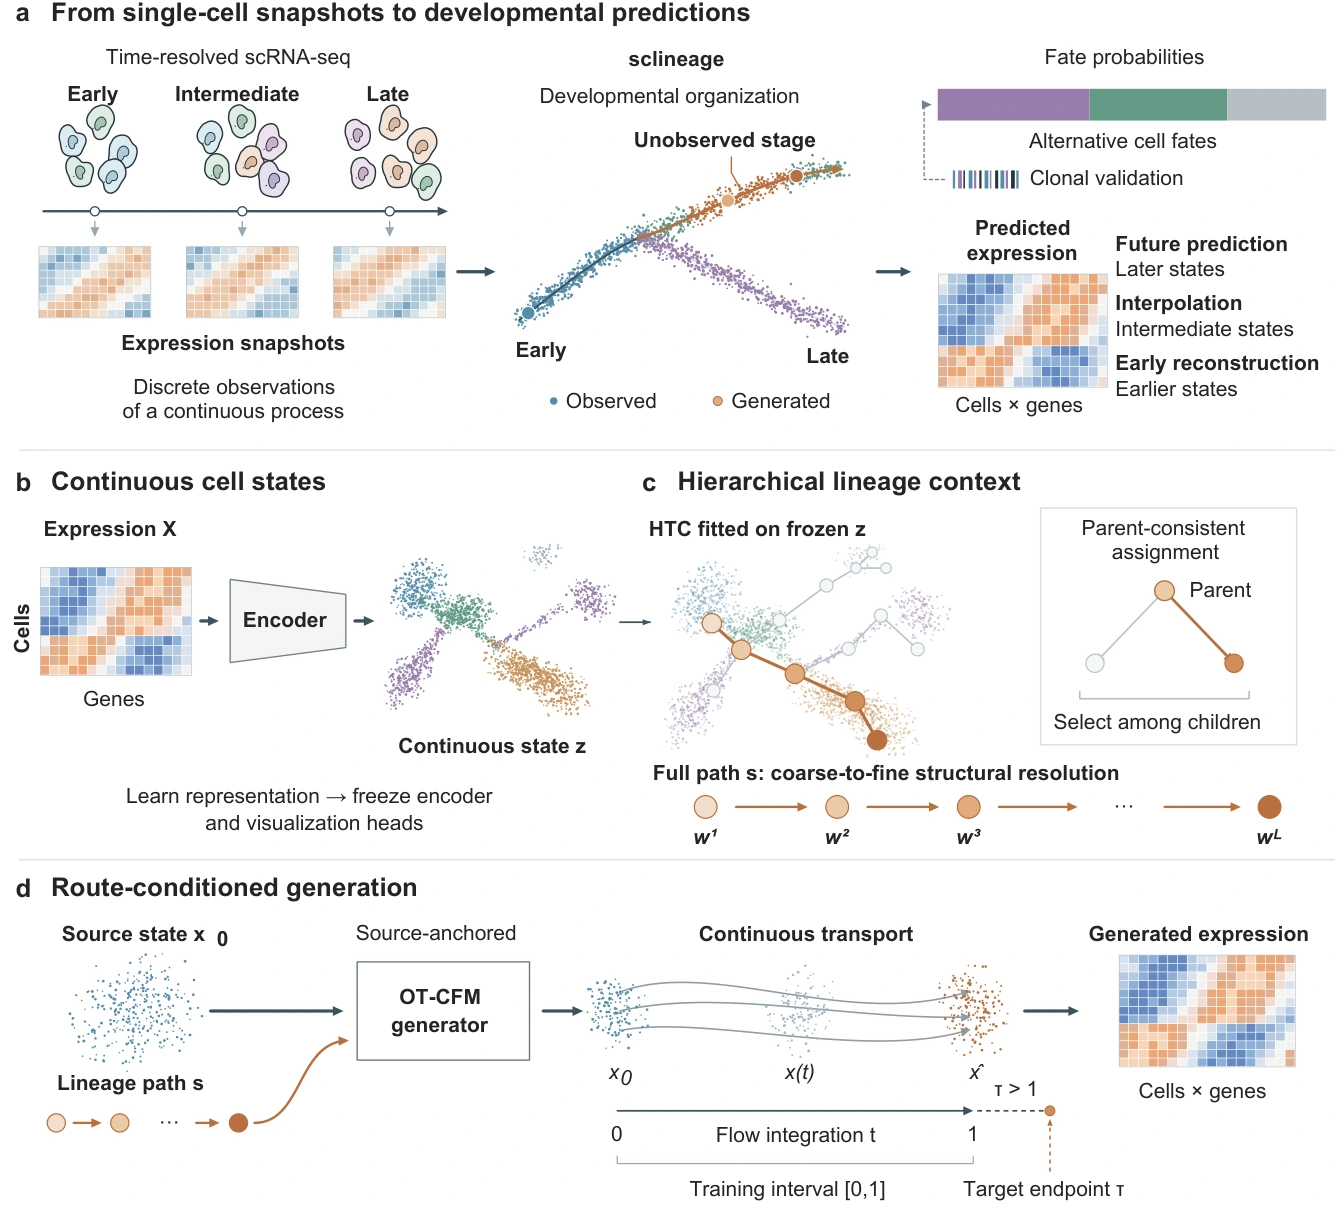 a From single-cell snapshots to developmental predictions
Time-resolved scRNA-seq
Early
Intermediate
Late
Expression snapshots
Discrete observations
of a continuous process
sclineage
Developmental organization
Unobserved stage
Early
Late
Observed
Generated
Fate probabilities
Alternative cell fates
Clonal validation
Predicted
expression
Cells × genes
Future prediction
Later states
Interpolation
Intermediate states
Early reconstruction
Earlier states
b Continuous cell states
Expression X
Cells
Genes
Encoder
Continuous state z
Learn representation → freeze encoder
and visualization heads
c Hierarchical lineage context
HTC fitted on frozen z
Parent-consistent
assignment
Parent
Select among children
Full path s: coarse-to-fine structural resolution
...
w¹ w² w³ wᴸ
d Route-conditioned generation
Source state x 0
Lineage path s
...
Source-anchored
OT-CFM
generator
Continuous transport
x0 x(t) x̂
τ > 1
0 Flow integration t 1
Training interval [0,1]
Target endpoint τ
Generated expression
Cells × genes